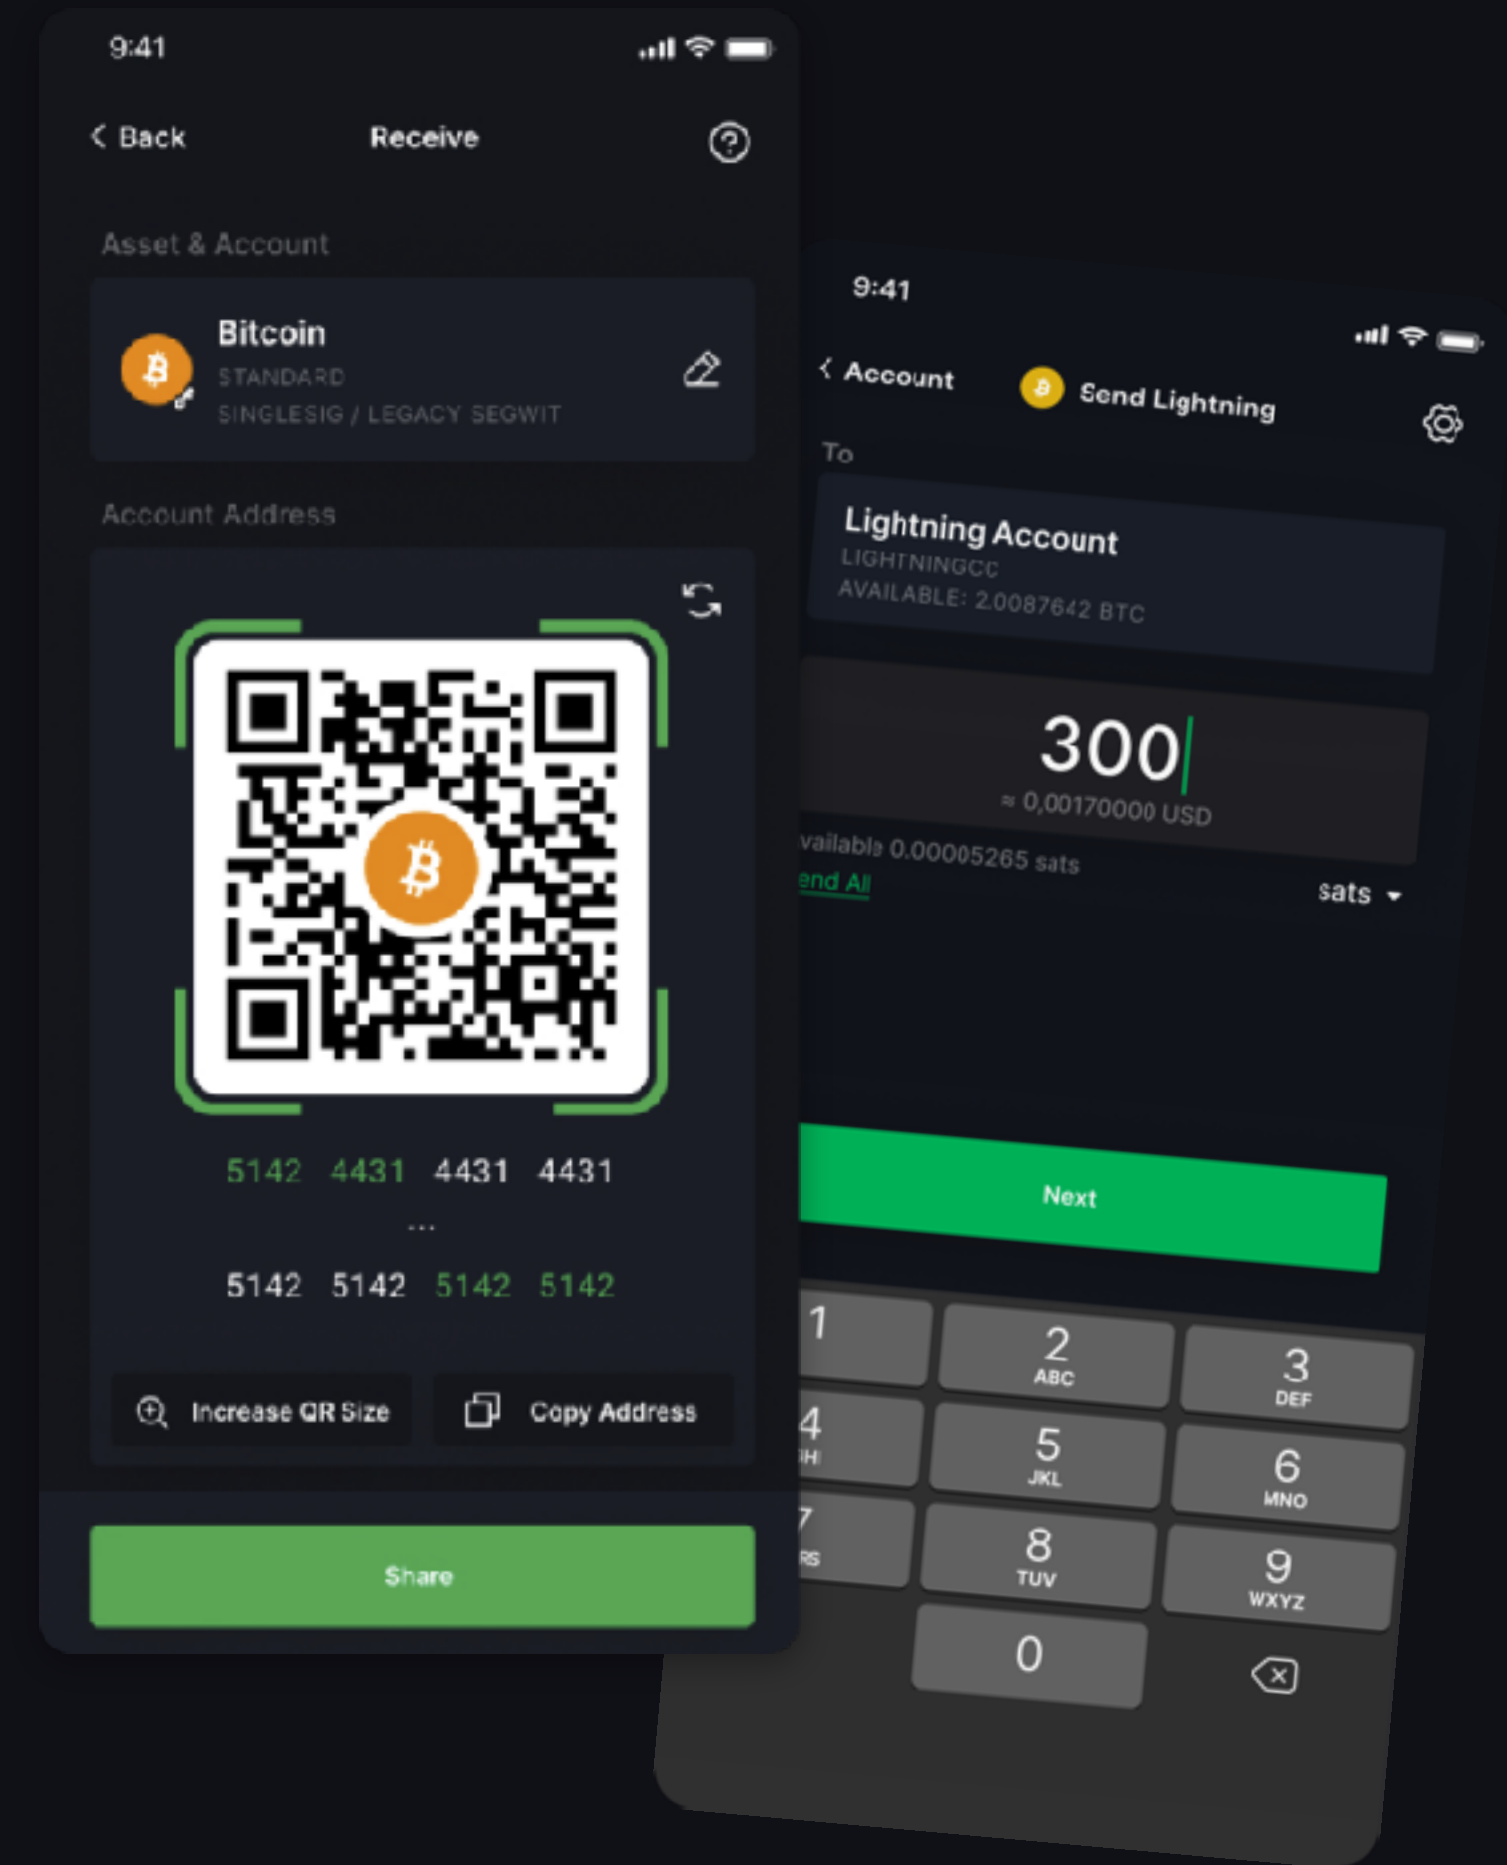 9:41
Back
Receive
Asset & Account
Bitcoin
STANDARD
SINGLESIG / LEGACY SEGWIT
Account Address
5142 4431 4431 4431
...
5142 5142 5142 5142
Increase QR Size
Copy Address
Share
9:41
Account
Send Lightning
To
Lightning Account
LIGHTNINGCC
AVAILABLE: 2.0087642 BTC
300
≈ 0,00170000 USD
vailable 0.00005265 sats
end All
sats
Next
1
2
ABC
3
DEF
4
HI
5
JKL
6
MNO
7
RS
8
TUV
9
WXYZ
0